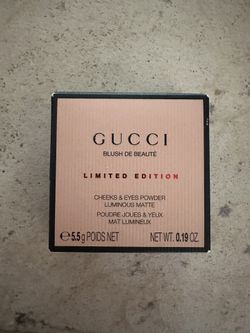 GUCCI
BLUSH DE BEAUTÉ
LIMITED EDITION
CHEEKS & EYES POWDER
LUMINOUS MATTE
POUDRE JOUES & YEUX
MAT LUMINEUX
℮ 5.5 g POIDS NET NET WT. 0.19 OZ.